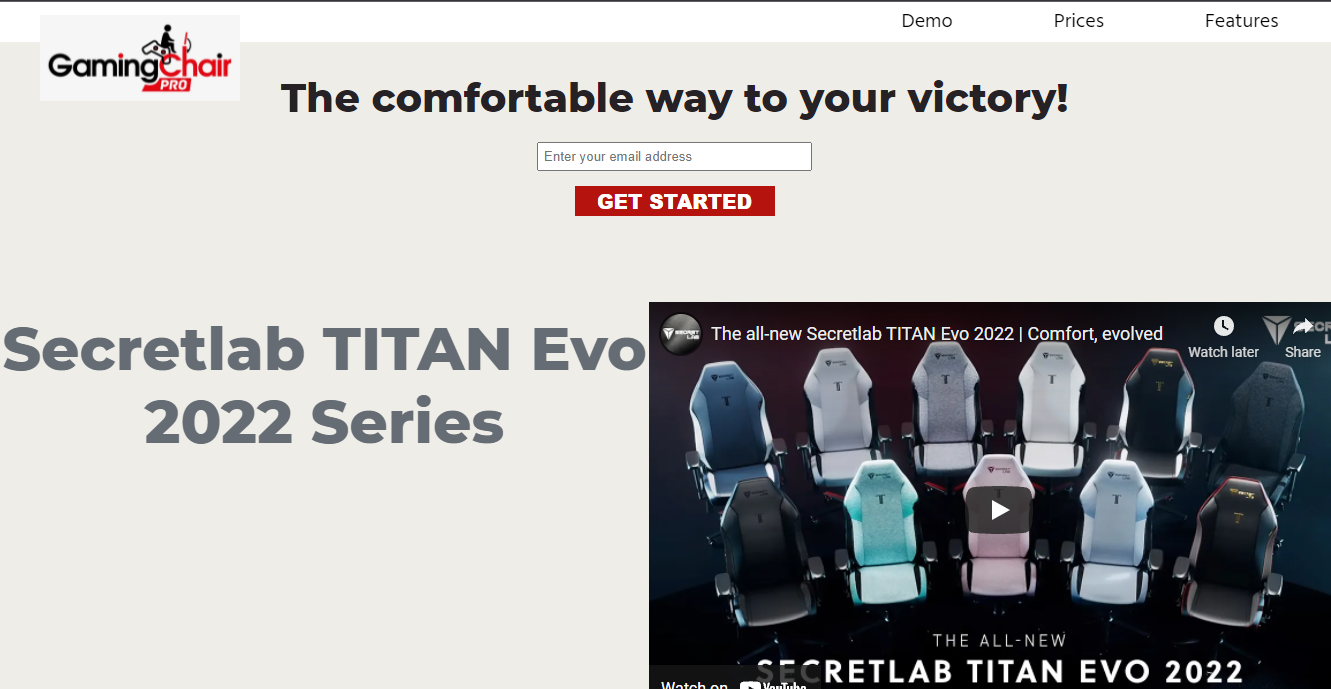 Demo Prices Features
GamingChair
PRO
The comfortable way to your victory!
Enter your email address
GET STARTED
Secretlab TITAN Evo
2022 Series
The all-new Secretlab TITAN Evo 2022 | Comfort, evolved
Watch later
Share
THE ALL-NEW
SECRETLAB TITAN EVO 2022
Watch on YouTube